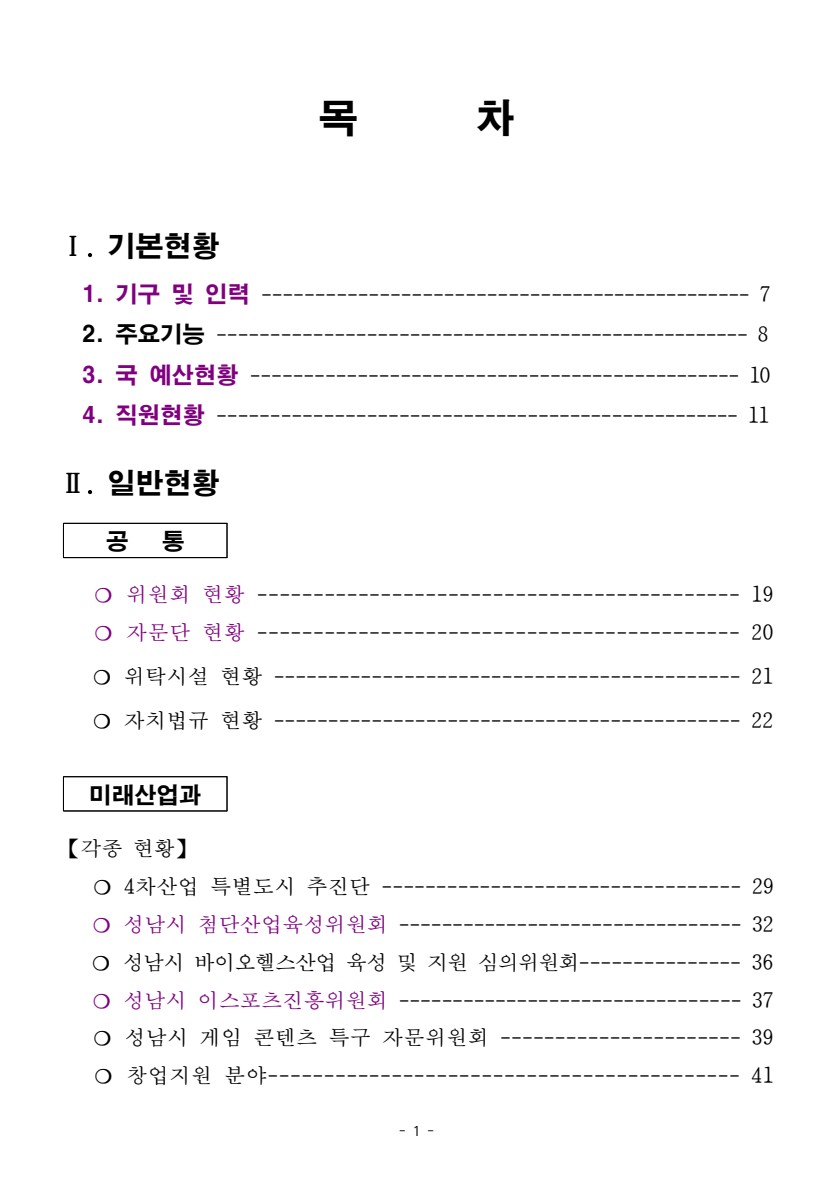 목 차
Ⅰ. 기본현황
1. 기구 및 인력 ---------------------------------------------- 7
2. 주요기능 -------------------------------------------------- 8
3. 국 예산현황 ---------------------------------------------- 10
4. 직원현황 ------------------------------------------------- 11
Ⅱ. 일반현황
공 통
❍ 위원회 현황 --------------------------------------------- 19
❍ 자문단 현황 --------------------------------------------- 20
❍ 위탁시설 현황 ------------------------------------------- 21
❍ 자치법규 현황 ------------------------------------------- 22
미래산업과
【각종 현황】
❍ 4차산업 특별도시 추진단 --------------------------------- 29
❍ 성남시 첨단산업육성위원회 -------------------------------- 32
❍ 성남시 바이오헬스산업 육성 및 지원 심의위원회--------------- 36
❍ 성남시 이스포츠진흥위원회 -------------------------------- 37
❍ 성남시 게임 콘텐츠 특구 자문위원회 ---------------------- 39
❍ 창업지원 분야-------------------------------------------- 41
- 1 -